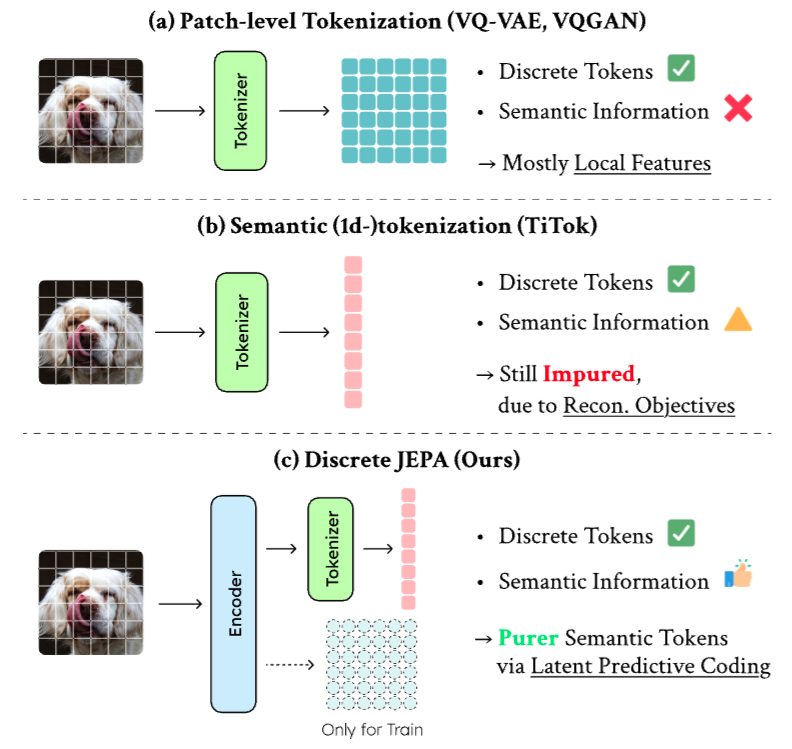 (a) Patch-level Tokenization (VQ-VAE, VQGAN)
Tokenizer
• Discrete Tokens
• Semantic Information
→ Mostly Local Features
(b) Semantic (1d-)tokenization (TiTok)
Tokenizer
• Discrete Tokens
• Semantic Information
→ Still Impured,
due to Recon. Objectives
(c) Discrete JEPA (Ours)
Encoder
Tokenizer
• Discrete Tokens
• Semantic Information
→ Purer Semantic Tokens
via Latent Predictive Coding
Only for Train